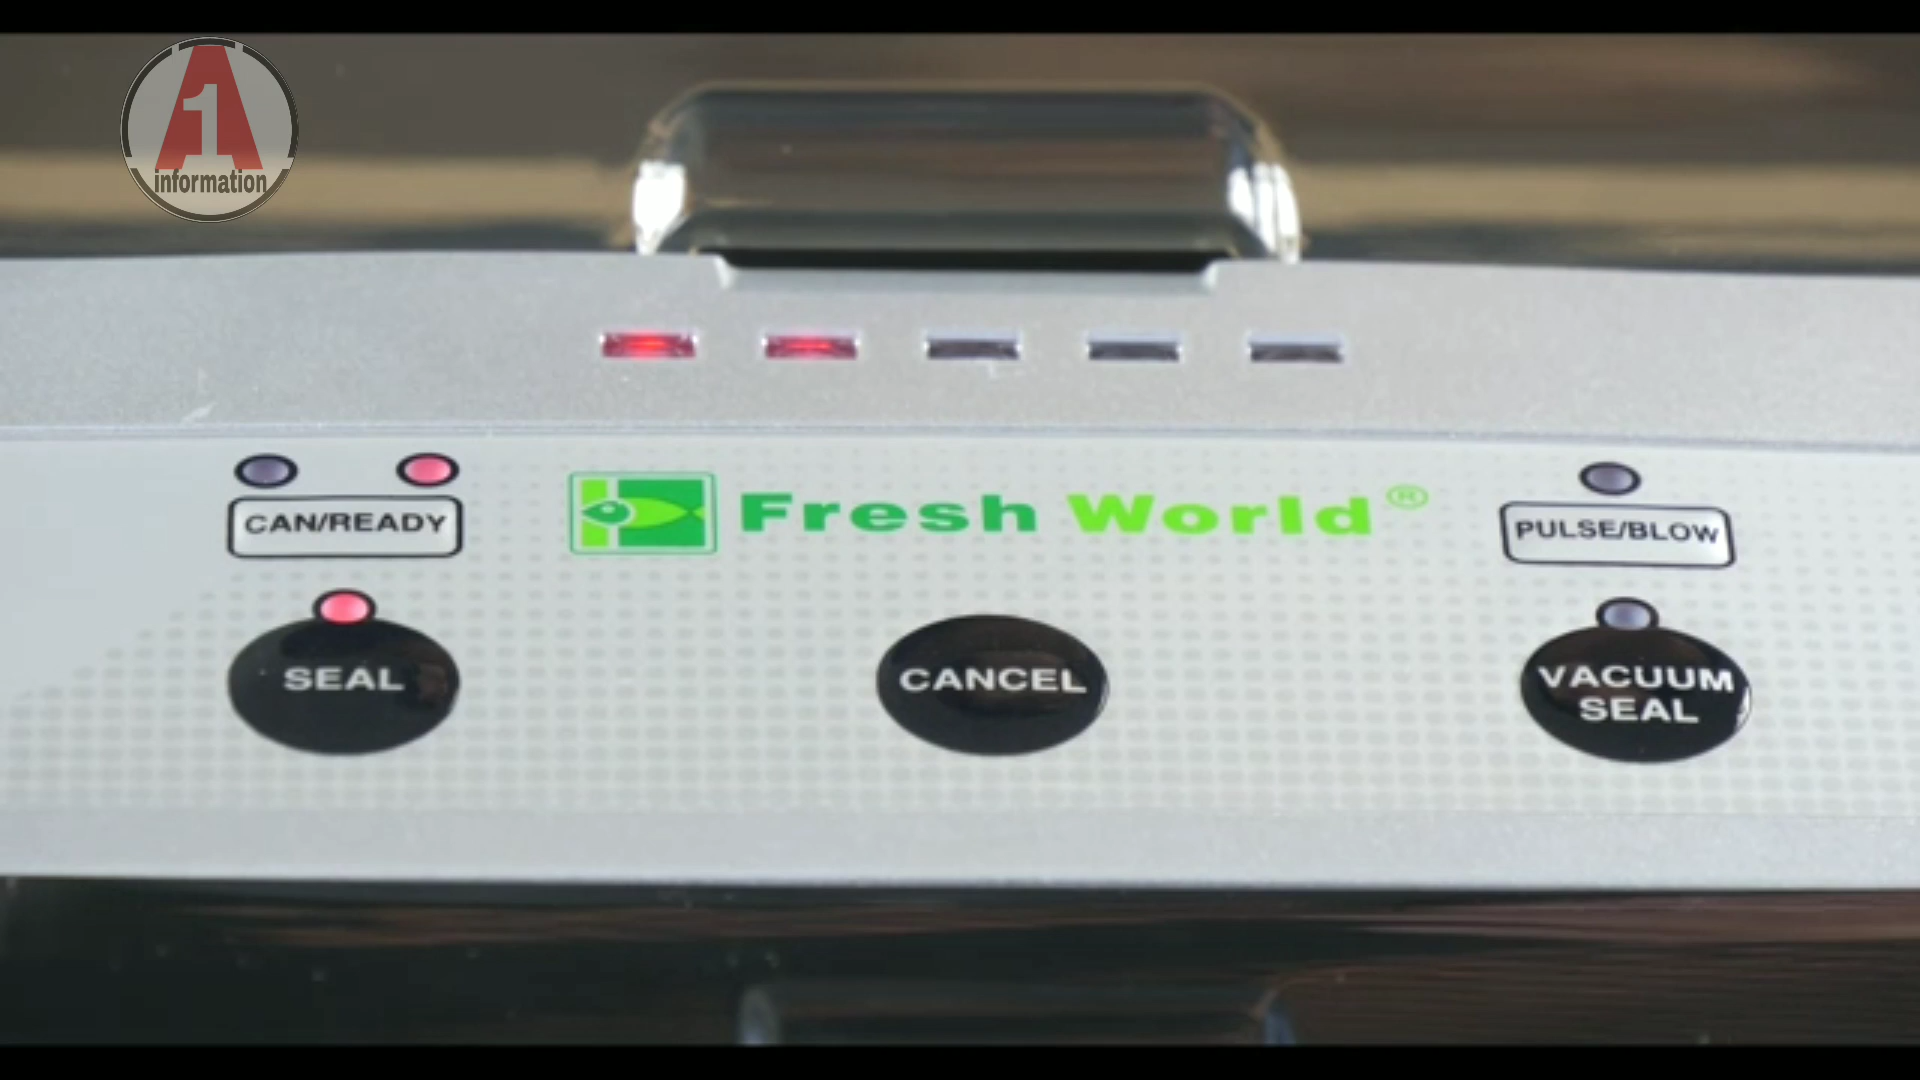 A1
information
CAN/READY
Fresh World®
PULSE/BLOW
SEAL
CANCEL
VACUUM
SEAL